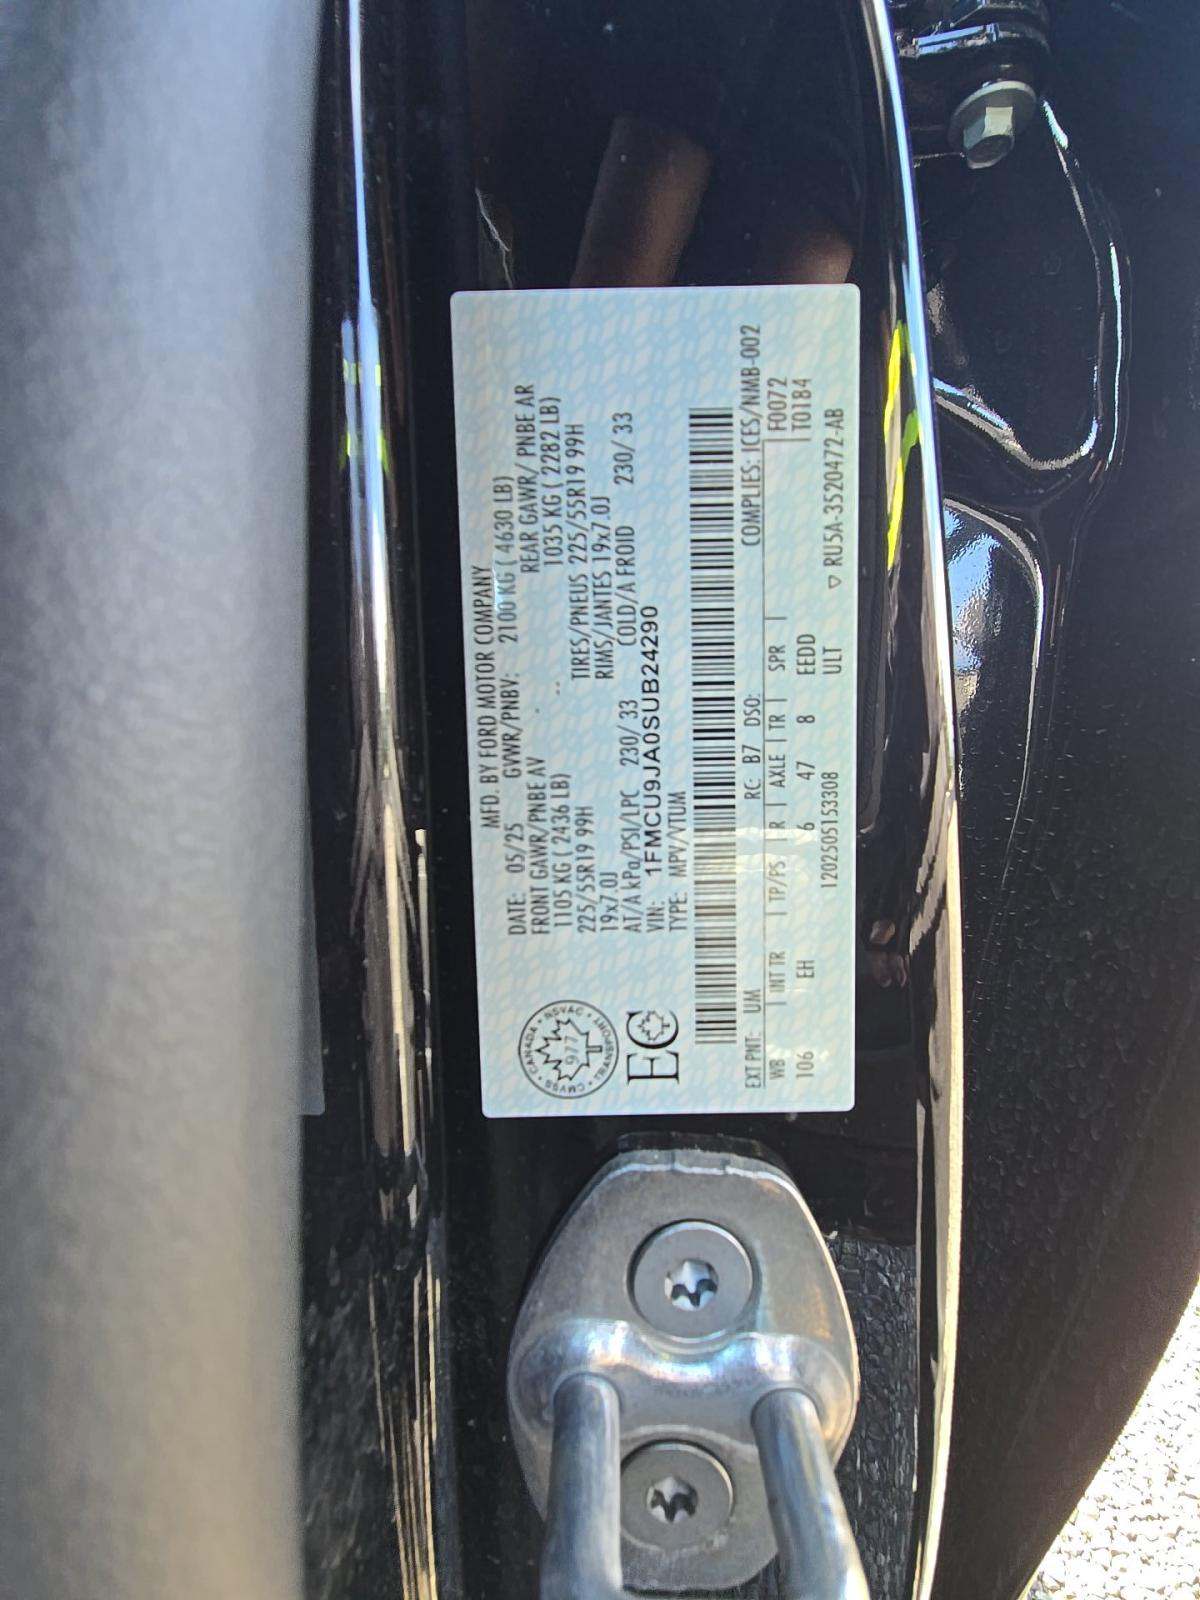 MFD. BY FORD MOTOR COMPANY
DATE: 05/25 GVWR/PNBV: 2100 KG ( 4630 LB)
FRONT GAWR/PNBE AV REAR GAWR/ PNBE AR
1105 KG ( 2436 LB) 1035 KG ( 2282 LB)
225/55R19 99H TIRES/PNEUS 225/55R19 99H
19x7.0J RIMS/JANTES 19x7.0J
AT/A kPa/PSI/LPC 230/ 33 COLD/A FROID 230/ 33
VIN: 1FMCU9JA0SUB24290
TYPE: MPV/VTUM
CANADA • NSVAC • TRANSPORT • CMVSS •
977
EC
COMPLIES: ICES/NMB-002
EXT PNT: UM RC: B7 DSO: F0072
WB INT TR TP/PS R AXLE TR SPR T0184
106 EH 6 47 8 EEDD
1202505153308 ULT ▽ RU5A-3520472-AB